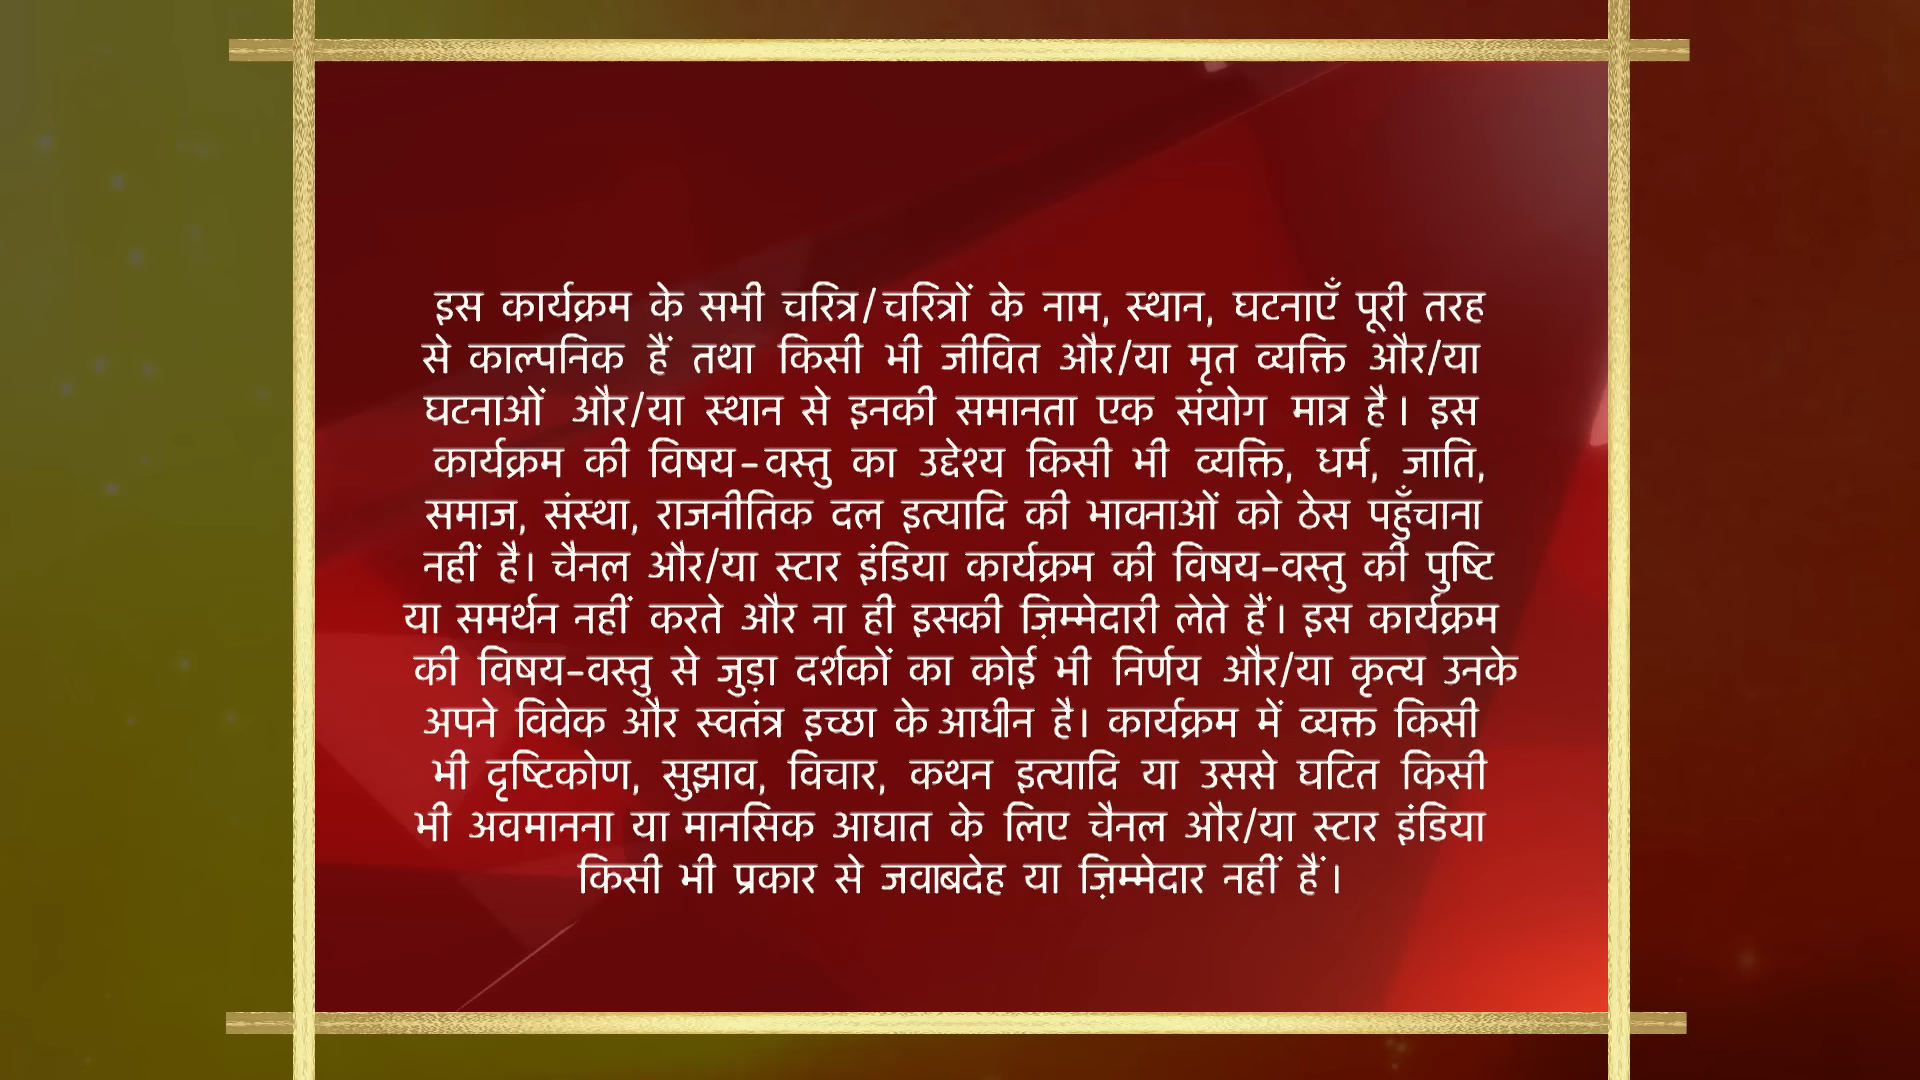 इस कार्यक्रम के सभी चरित्र/चरित्रों के नाम, स्थान, घटनाएँ पूरी तरह
से काल्पनिक हैं तथा किसी भी जीवित और/या मृत व्यक्ति और/या
घटनाओं और/या स्थान से इनकी समानता एक संयोग मात्र है। इस
कार्यक्रम की विषय-वस्तु का उद्देश्य किसी भी व्यक्ति, धर्म, जाति,
समाज, संस्था, राजनीतिक दल इत्यादि की भावनाओं को ठेस पहुँचाना
नहीं है। चैनल और/या स्टार इंडिया कार्यक्रम की विषय-वस्तु की पुष्टि
या समर्थन नहीं करते और ना ही इसकी ज़िम्मेदारी लेते हैं। इस कार्यक्रम
की विषय-वस्तु से जुड़ा दर्शकों का कोई भी निर्णय और/या कृत्य उनके
अपने विवेक और स्वतंत्र इच्छा के आधीन है। कार्यक्रम में व्यक्त किसी
भी दृष्टिकोण, सुझाव, विचार, कथन इत्यादि या उससे घटित किसी
भी अवमानना या मानसिक आघात के लिए चैनल और/या स्टार इंडिया
किसी भी प्रकार से जवाबदेह या ज़िम्मेदार नहीं हैं।